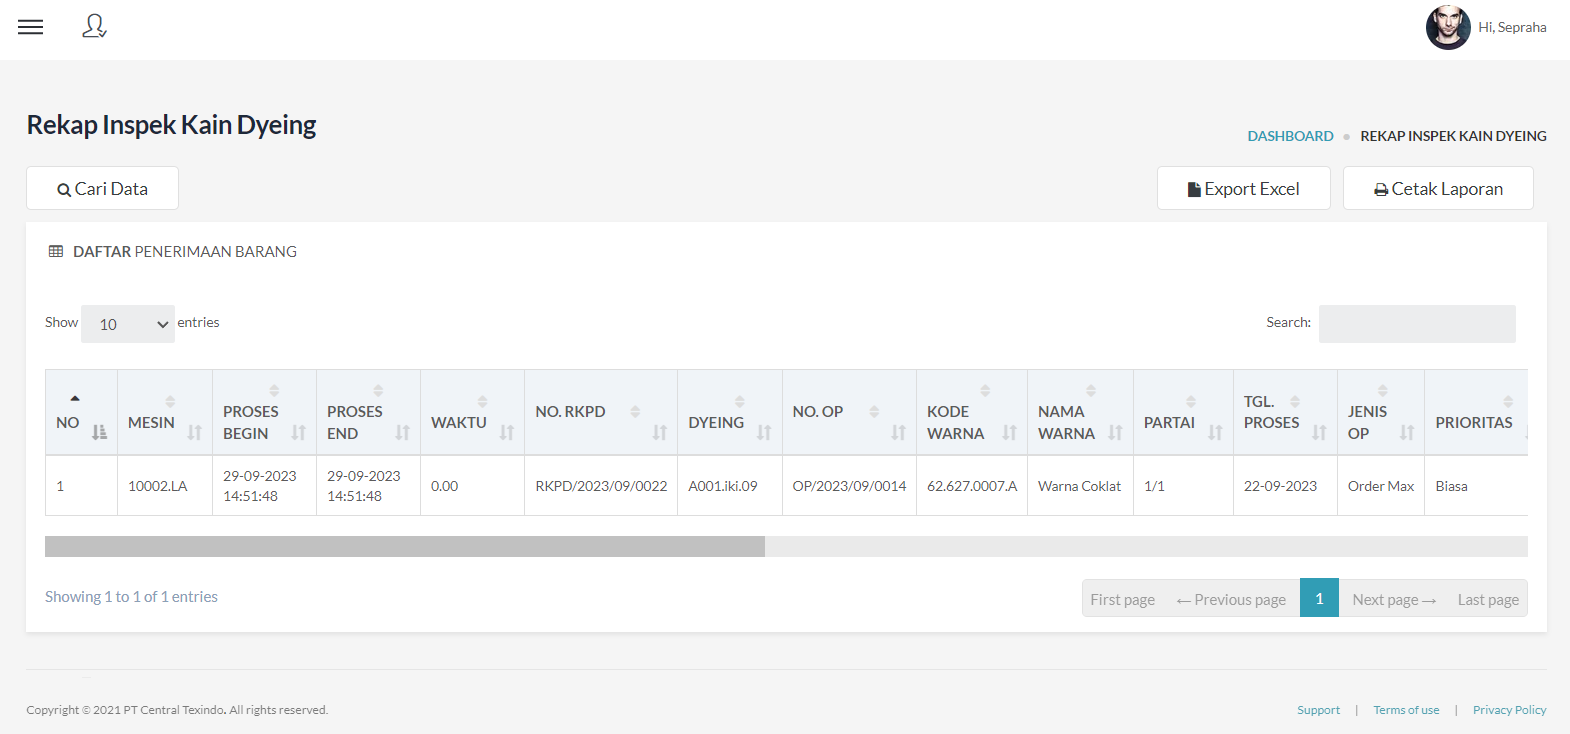 Hi, Sepraha
Rekap Inspek Kain Dyeing
DASHBOARD REKAP INSPEK KAIN DYEING
Cari Data Export Excel Cetak Laporan
DAFTAR PENERIMAAN BARANG
Show 10 entries Search:
NO MESIN PROSES BEGIN PROSES END WAKTU NO. RKPD DYEING NO. OP KODE WARNA NAMA WARNA PARTAI TGL. PROSES JENIS OP PRIORITAS
1 10002.LA 29-09-2023 14:51:48 29-09-2023 14:51:48 0.00 RKPD/2023/09/0022 A001.iki.09 OP/2023/09/0014 62.627.0007.A Warna Coklat 1/1 22-09-2023 Order Max Biasa
Showing 1 to 1 of 1 entries First page ← Previous page 1 Next page → Last page
Copyright © 2021 PT Central Texindo. All rights reserved. Support | Terms of use | Privacy Policy